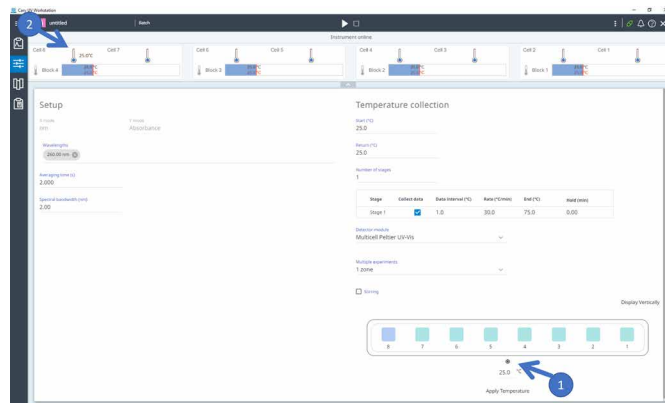 Cary UV Workstation
2
untitled
Batch
Instrument online
Cell 8
Cell 7
Cell 6
Cell 5
Cell 4
Cell 3
Cell 2
Cell 1
25.0°C
Block 4
Block 3
Block 2
Block 1
Setup
X mode
nm
Y mode
Absorbance
Wavelengths
260.00 nm
Averaging time (s)
2.000
Spectral bandwidth (nm)
2.00
Temperature collection
Start (°C)
25.0
Return (°C)
25.0
Number of stages
1
Stage Collect data Data interval (°C) Rate (°C/min) End (°C) Hold (min)
Stage 1 1.0 30.0 75.0 0.00
Detection module
Multicell Peltier UV-Vis
Multiple experiments
1 zone
Stirring
Display Vertically
8 7 6 5 4 3 2 1
25.0 °C
1
Apply Temperature